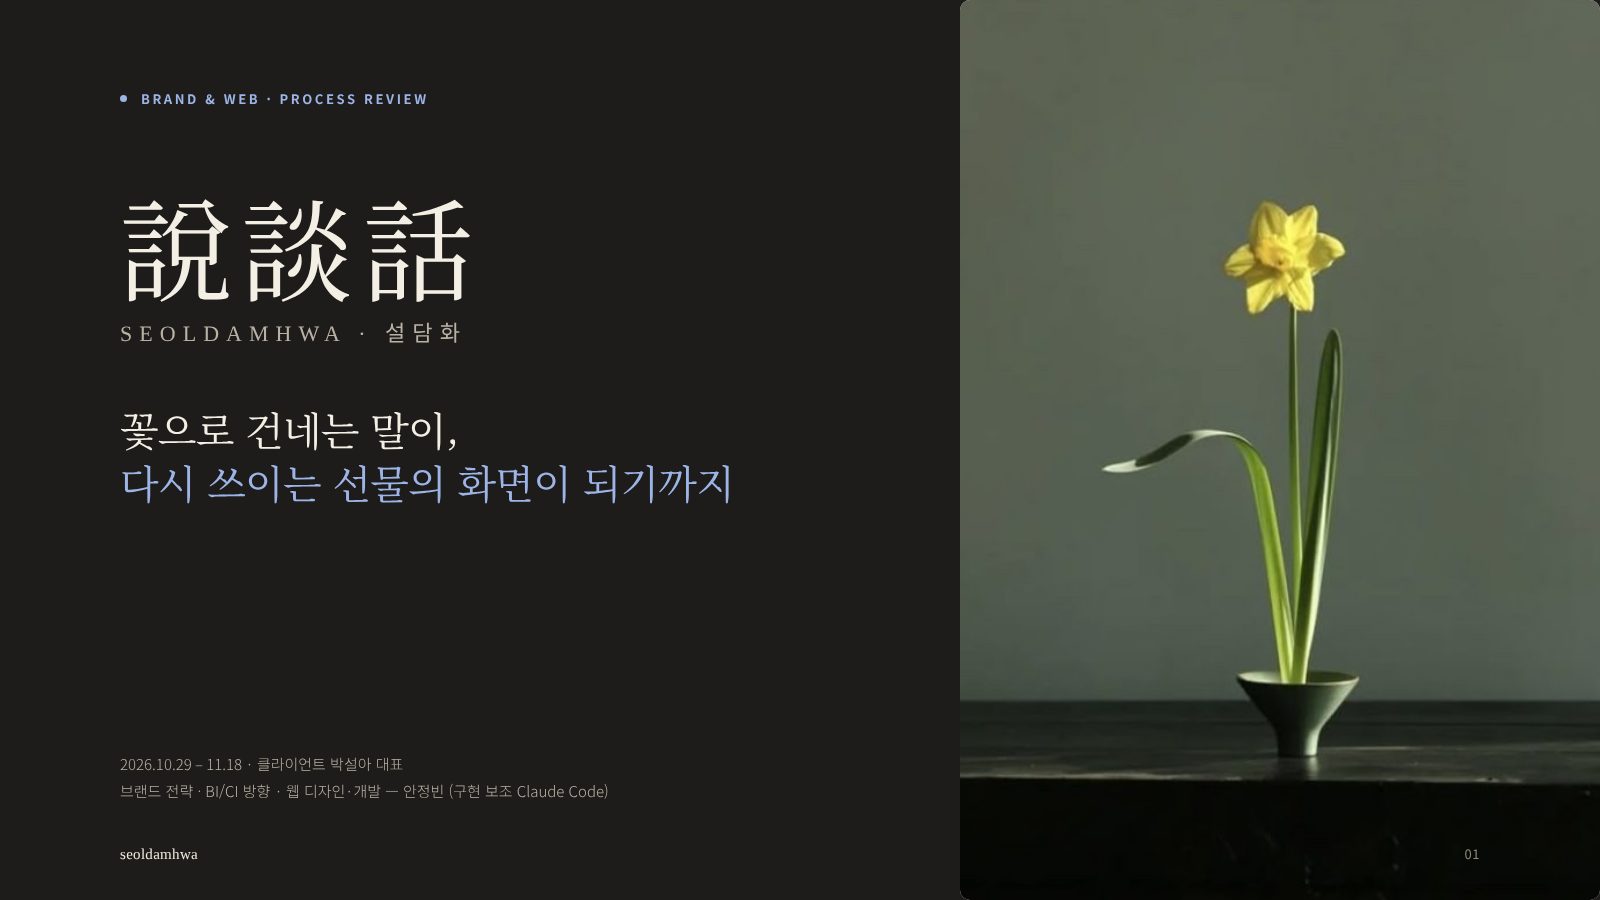 BRAND & WEB · PROCESS REVIEW
說談話
SEOLDAMHWA · 설담화
꽃으로 건네는 말이,
다시 쓰이는 선물의 화면이 되기까지
2026.10.29 – 11.18 · 클라이언트 박설아 대표
브랜드 전략 · BI/CI 방향 · 웹 디자인·개발 — 안정빈 (구현 보조 Claude Code)
seoldamhwa
01